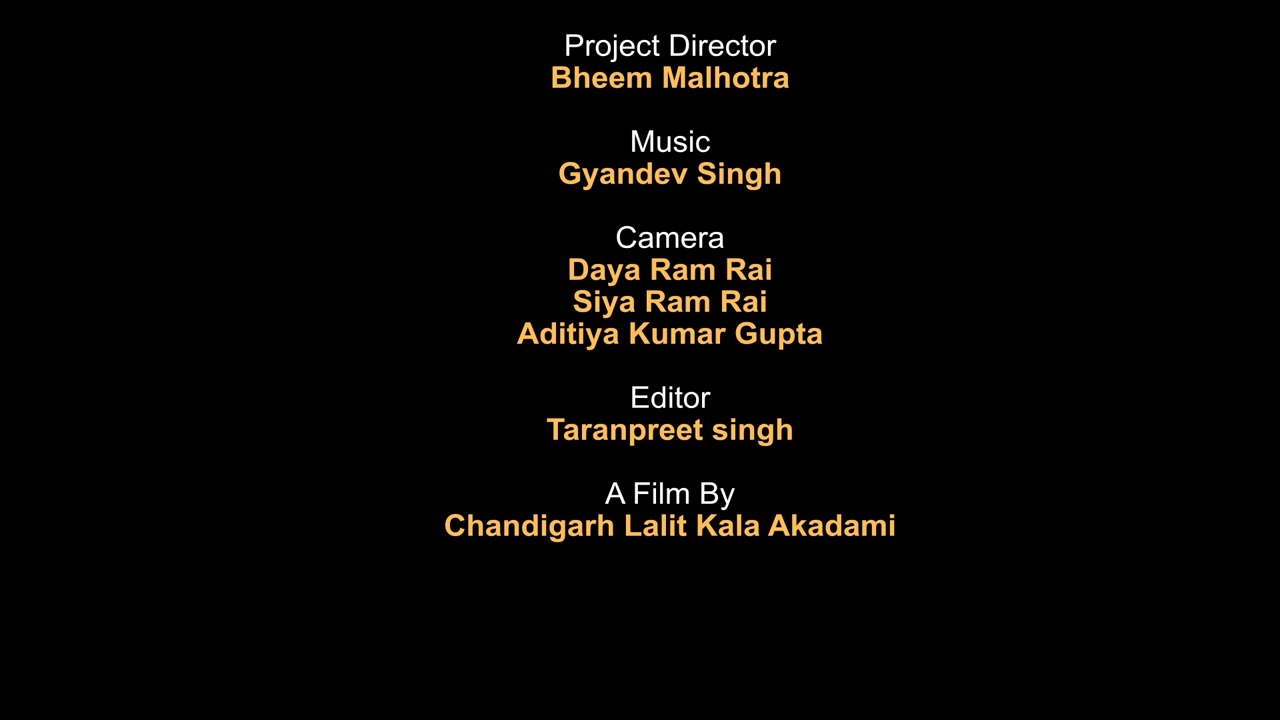 Project Director
Bheem Malhotra
Music
Gyandev Singh
Camera
Daya Ram Rai
Siya Ram Rai
Aditiya Kumar Gupta
Editor
Taranpreet singh
A Film By
Chandigarh Lalit Kala Akadami